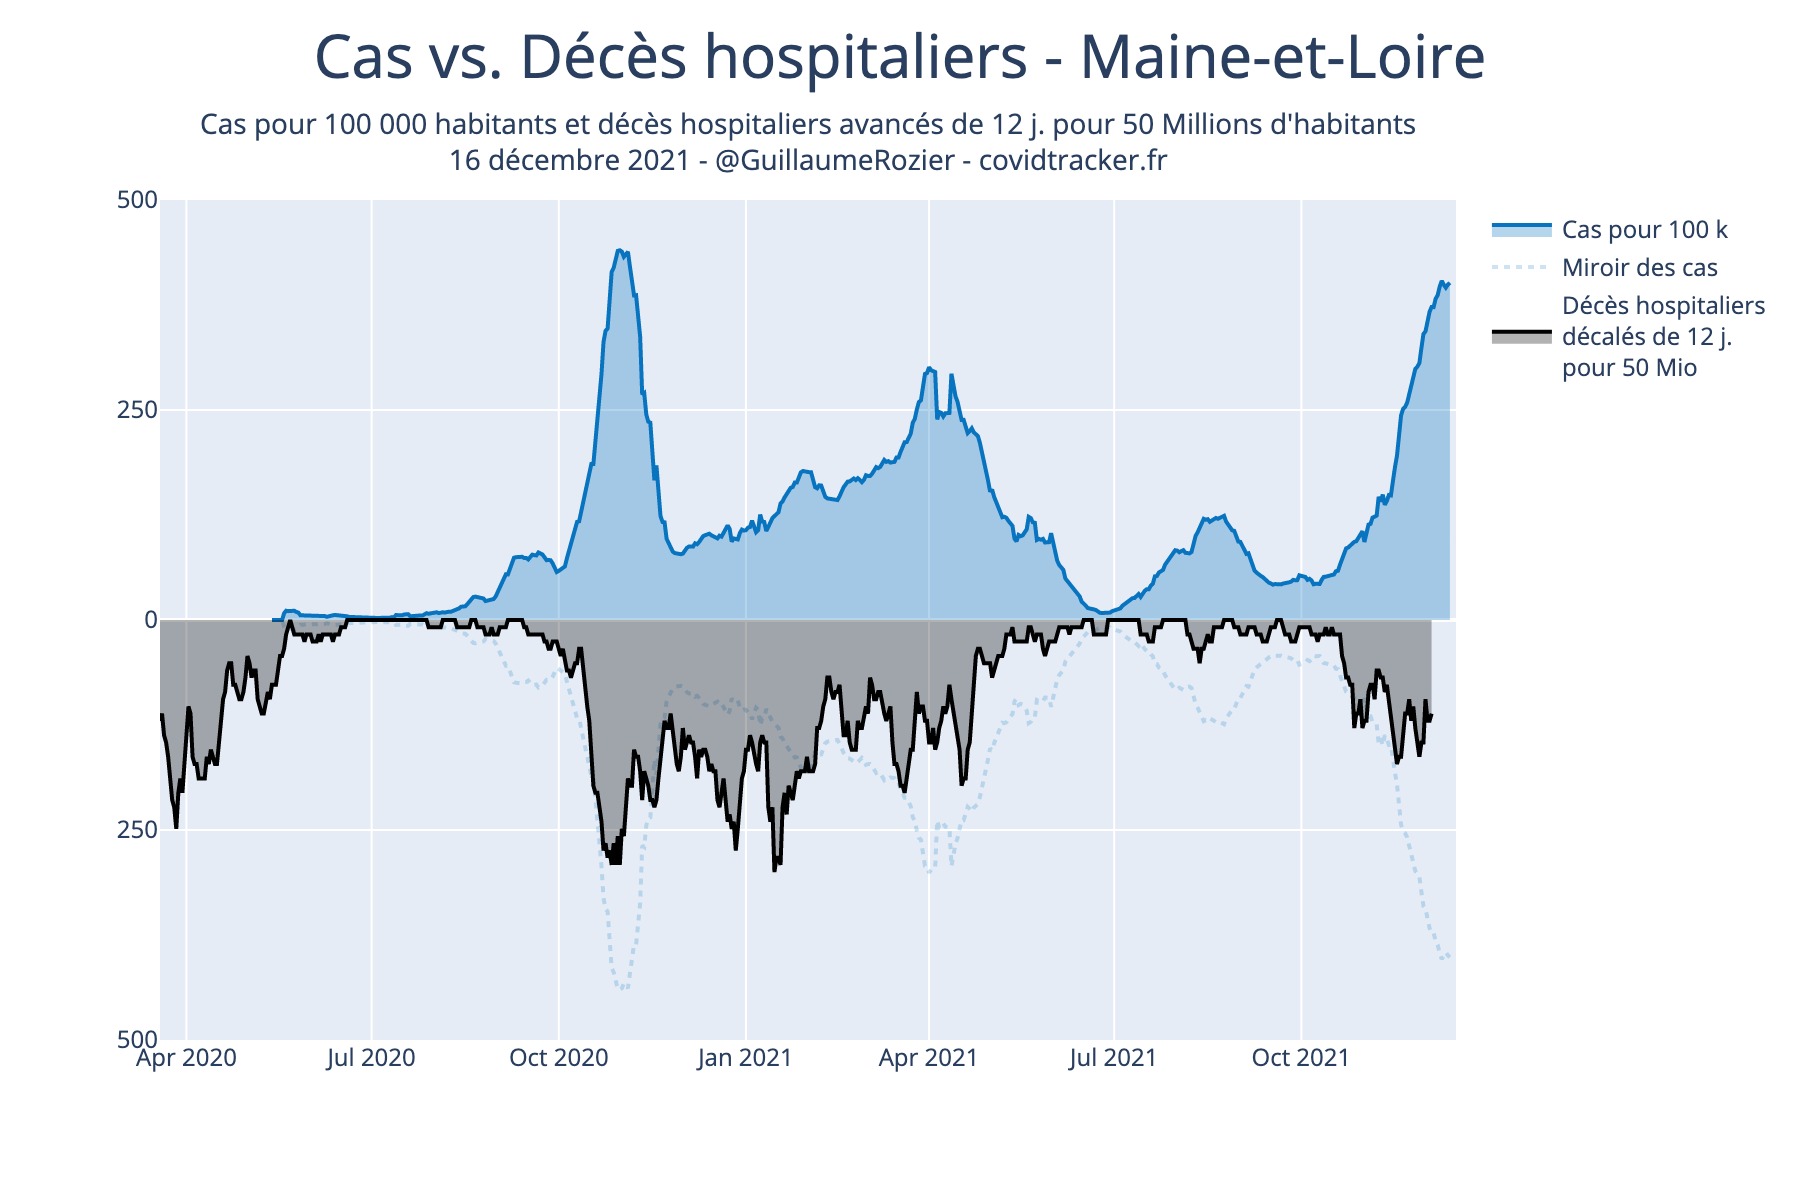 Cas vs. Décès hospitaliers - Maine-et-Loire
Cas pour 100 000 habitants et décès hospitaliers avancés de 12 j. pour 50 Millions d'habitants
16 décembre 2021 - @GuillaumeRozier - covidtracker.fr
500
250
0
250
500
Apr 2020
Jul 2020
Oct 2020
Jan 2021
Apr 2021
Jul 2021
Oct 2021
Cas pour 100 k
Miroir des cas
Décès hospitaliers
décalés de 12 j.
pour 50 Mio